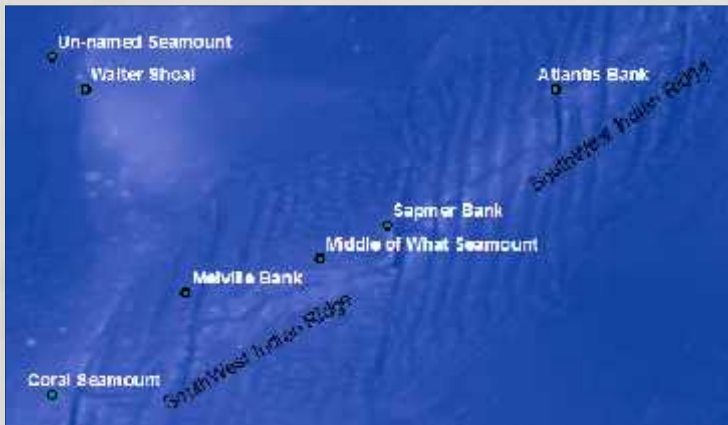 Un-named Seamount
Walter Shoal
Atlantis Bank
SouthWest Indian Ridge
Sapmer Bank
Middle of What Seamount
Melville Bank
SouthWest Indian Ridge
Coral Seamount